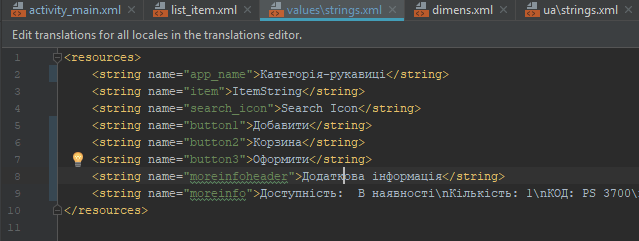 activity_main.xml list_item.xml values\strings.xml dimens.xml ua\strings.xml
Edit translations for all locales in the translations editor.
1 <resources>
2 <string name="app_name">Категорія-рукавиці</string>
3 <string name="item">ItemString</string>
4 <string name="search_icon">Search Icon</string>
5 <string name="button1">Добавити</string>
6 <string name="button2">Корзина</string>
7 <string name="button3">Оформити</string>
8 <string name="moreinfoheader">Додаткова інформація</string>
9 <string name="moreinfo">Доступність:  В наявності\nКількість: 1\nКОД: PS 3700\
10 </resources>
11